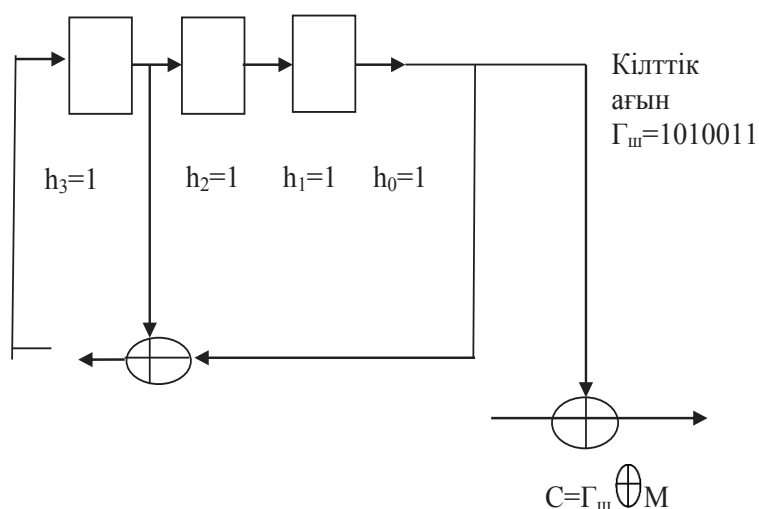 Кілттік
ағын
Гш=1010011
h3=1 h2=1 h1=1 h0=1
C=Гш⊕M